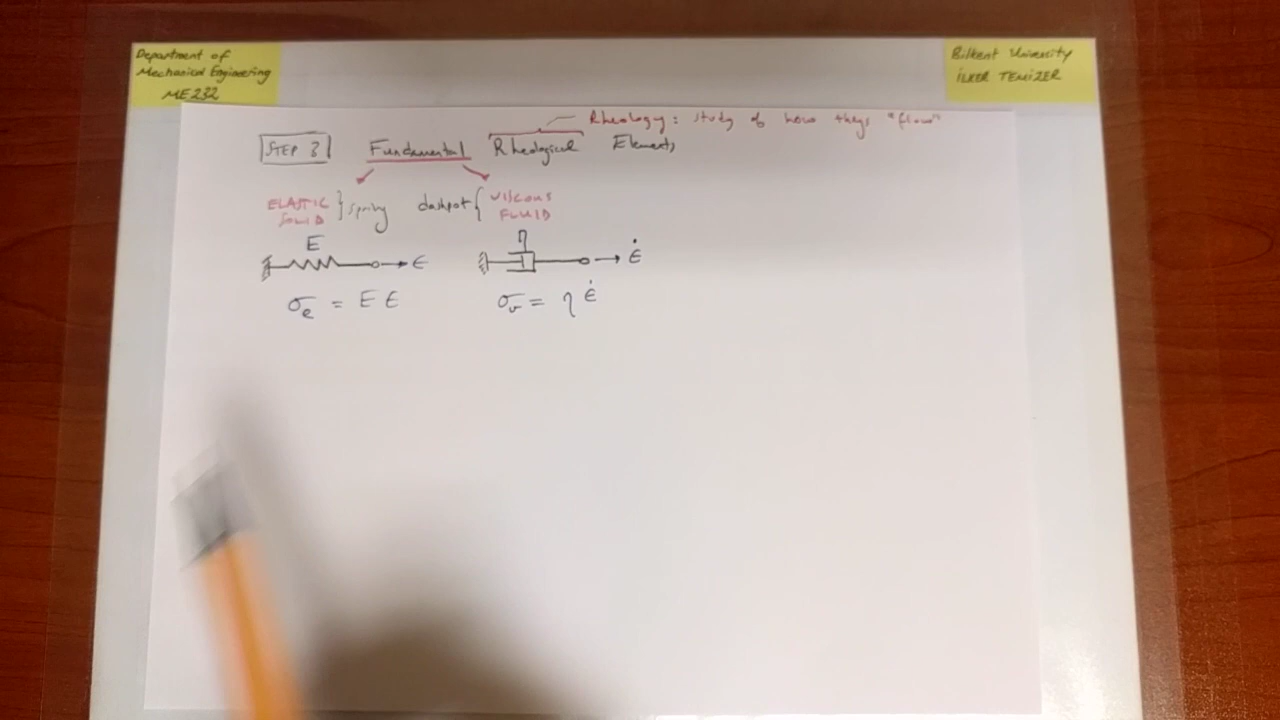 Department of
Mechanical Engineering
ME232
Bilkent University
İLKER TEMİZER
Rheology: study of how things "flow"
STEP 3 Fundamental Rheological Elements
ELASTIC SOLID } spring dashpot { VISCOUS FLUID
E η
ϵ ϵ̇
σe = E ϵ σv = η ϵ̇